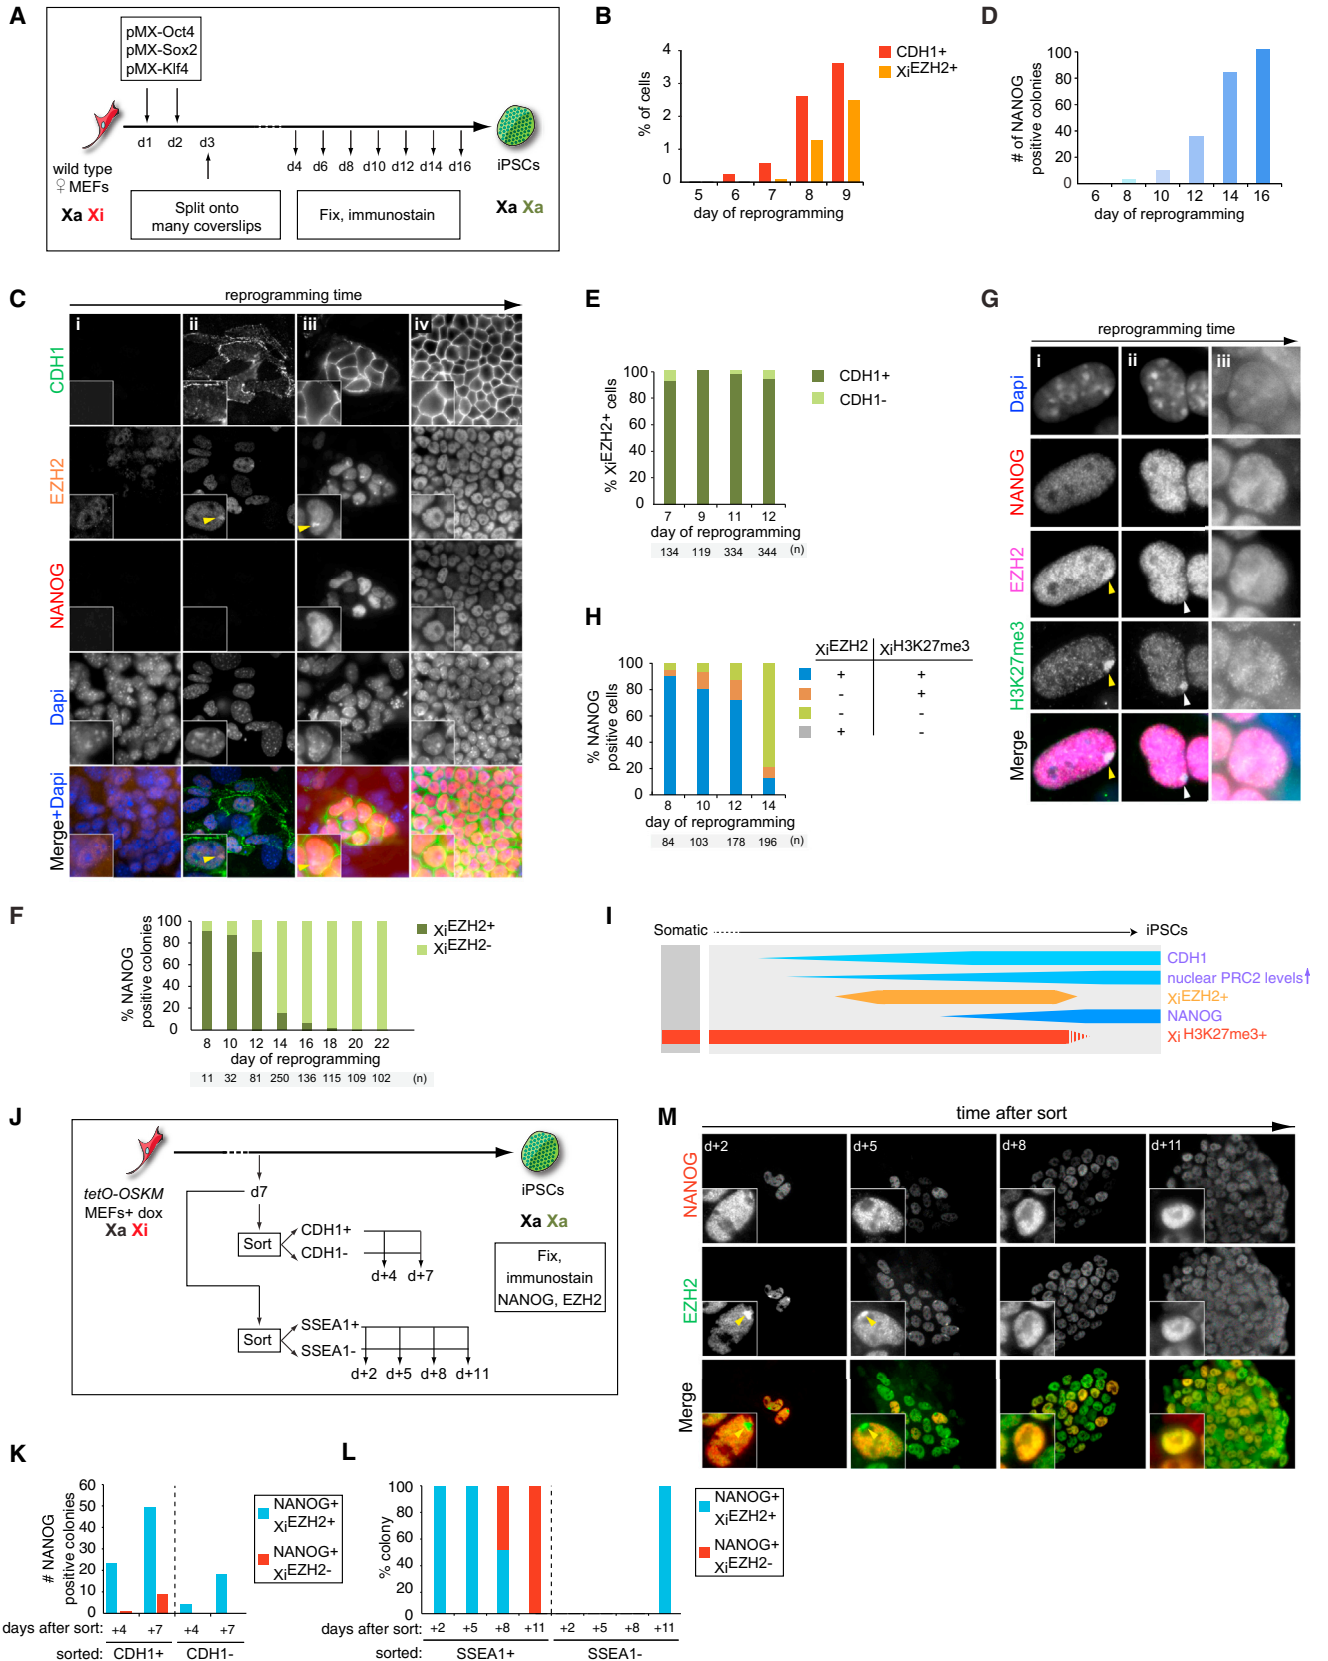 A
pMX-Oct4
pMX-Sox2
pMX-Klf4
d1 d2 d3
d4 d6 d8 d10 d12 d14 d16
wild type
♀ MEFs
Xa Xi
Split onto
many coverslips
Fix, immunostain
iPSCs
Xa Xa
B
% of cells
4
3
2
1
0
5 6 7 8 9
day of reprogramming
CDH1+
XiEZH2+
D
# of NANOG
positive colonies
100
80
60
40
20
0
6 8 10 12 14 16
day of reprogramming
C
reprogramming time
i ii iii iv
CDH1
EZH2
NANOG
Dapi
Merge+Dapi
E
% XiEZH2+ cells
100
80
60
40
20
0
7 9 11 12
day of reprogramming
134 119 334 344 (n)
CDH1+
CDH1-
G
reprogramming time
i ii iii
Dapi
NANOG
EZH2
H3K27me3
Merge
H
% NANOG
positive cells
100
80
60
40
20
0
8 10 12 14
day of reprogramming
84 103 178 196 (n)
XiEZH2 XiH3K27me3
+ +
- +
- -
+ -
F
% NANOG
positive colonies
100
80
60
40
20
0
8 10 12 14 16 18 20 22
day of reprogramming
11 32 81 250 136 115 109 102 (n)
XiEZH2+
XiEZH2-
I
Somatic iPSCs
CDH1
nuclear PRC2 levels
XiEZH2+
NANOG
Xi H3K27me3+
J
tetO-OSKM
MEFs+ dox
Xa Xi
d7
Sort
CDH1+
CDH1-
d+4 d+7
Sort
SSEA1+
SSEA1-
d+2 d+5 d+8 d+11
iPSCs
Xa Xa
Fix,
immunostain
NANOG, EZH2
M
time after sort
d+2 d+5 d+8 d+11
NANOG
EZH2
Merge
K
# NANOG
positive colonies
60
50
40
30
20
10
0
days after sort: +4 +7 +4 +7
sorted: CDH1+ CDH1-
NANOG+
XiEZH2+
NANOG+
XiEZH2-
L
% colony
100
80
60
40
20
0
days after sort: +2 +5 +8 +11 +2 +5 +8 +11
sorted: SSEA1+ SSEA1-
NANOG+
XiEZH2+
NANOG+
XiEZH2-